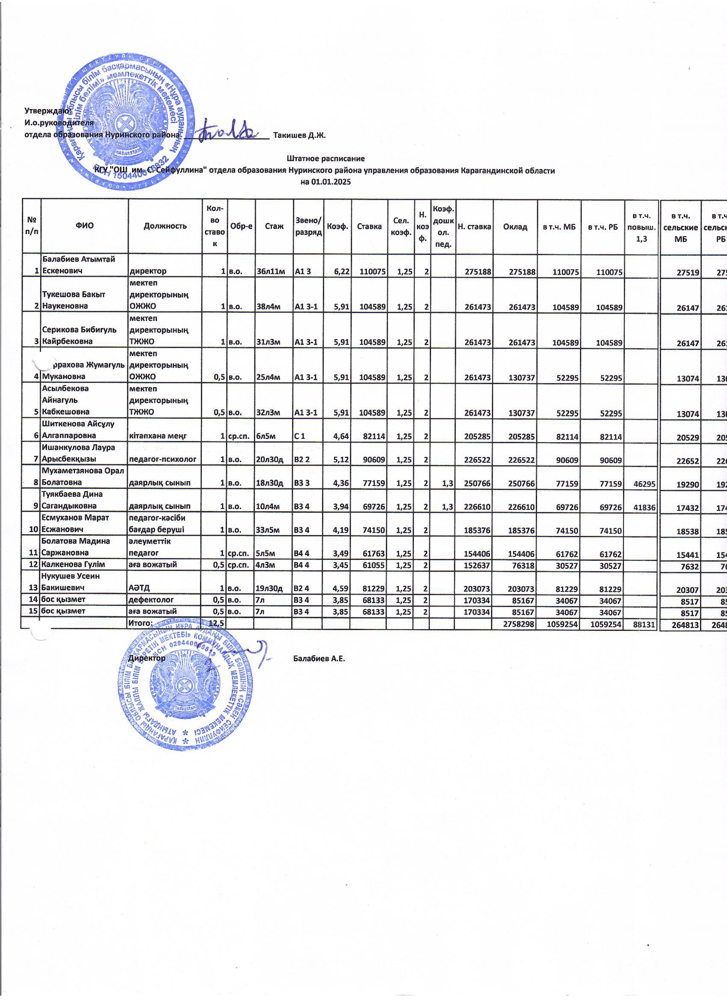 Утверждаю:
И.о.руководителя
отдела образования Нуринского района Такишев Д.Ж.
Қарағанды облысы білім басқармасының «Нұра ауданының
білім бөлімі» мемлекеттік мекемесі
QAZAQSTAN
Штатное расписание
КГУ "ОШ им. С. Сейфуллина" отдела образования Нуринского района управления образования Карагандинской области
на 01.01.2025
№ п/п ФИО Должность Кол-во ставок Обр-е Стаж Звено/разряд Коэф. Ставка Сел. коэф. Н. коэф. Коэф. дошкол. пед. Н. ставка Оклад в т.ч. МБ в т.ч. РБ в т.ч. повыш. 1,3 в т.ч. сельские МБ РБ
1 Балабиев Атымтай Ескенович директор 1 в.о. 36л11м А1 3 6,22 110075 1,25 2 275188 275188 110075 110075 27519
2 Тукешова Бакыт Наукеновна мектеп директорының ОЖЖО 1 в.о. 38л4м А1 3-1 5,91 104589 1,25 2 261473 261473 104589 104589 26147
3 Серикова Бибигуль Кайрбековна мектеп директорының ТЖЖО 1 в.о. 31л3м А1 3-1 5,91 104589 1,25 2 261473 261473 104589 104589 26147
4 Мукановна мектеп директорының ОЖЖО 0,5 в.о. 25л4м А1 3-1 5,91 104589 1,25 2 261473 130737 52295 52295 13074
5 Асылбекова Айнагуль Кабкешовна мектеп директорының ТЖЖО 0,5 в.о. 32л3м А1 3-1 5,91 104589 1,25 2 261473 130737 52295 52295 13074
6 Шиткенова Айсұлу Алгаппаровна кітапхана меңг 1 ср.сп. 6л5м С 1 4,64 82114 1,25 2 205285 205285 82114 82114 20529
7 Ишанкулова Лаура Арысбекқызы педагог-психолог 1 в.о. 20л30д В2 2 5,12 90609 1,25 2 226522 226522 90609 90609 22652
8 Мухаметзянова Орал Болатовна даярлық сынып 1 в.о. 18л30д В3 3 4,36 77159 1,25 2 1,3 250766 250766 77159 77159 46295 19290
9 Туякбаева Дина Сагандыковна даярлық сынып 1 в.о. 10л4м В3 4 3,94 69726 1,25 2 1,3 226610 226610 69726 69726 41836 17432
10 Есмуханов Марат Есжанович педагог-кәсіби бағдар беруші 1 в.о. 33л5м В3 4 4,19 74150 1,25 2 185376 185376 74150 74150 18538
11 Болатова Мадина Саржановна әлеуметтік педагог 1 ср.сп. 5л5м В4 4 3,49 61763 1,25 2 154406 154406 61762 61762 15441
12 Калкенова Гулім аға вожатый 0,5 ср.сп. 4л3м В4 4 3,45 61055 1,25 2 152637 76318 30527 30527 7632
13 Нукушев Усеин Бакишевич АӘТД 1 в.о. 19л30д В2 4 4,59 81229 1,25 2 203073 203073 81229 81229 20307
14 бос қызмет дефектолог 0,5 в.о. 7л В3 4 3,85 68133 1,25 2 170334 85167 34067 34067 8517
15 бос қызмет аға вожатый 0,5 в.о. 7л В3 4 3,85 68133 1,25 2 170334 85167 34067 34067 8517
Итого: 12,5 2758298 1059254 1059254 88131 264813
Директор Балабиев А.Е.
БСН 020440005513
QAZAQSTAN